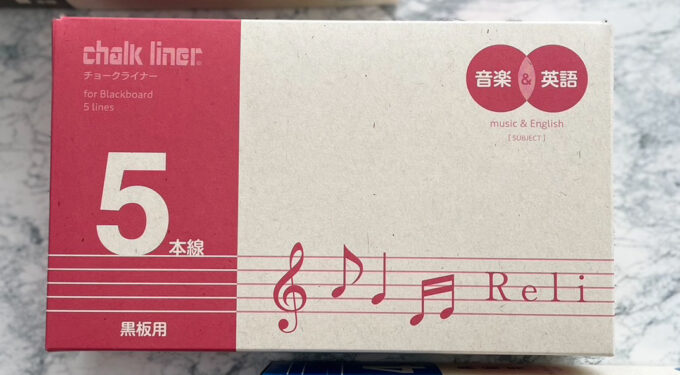 chalk liner®
チョークライナー
for Blackboard
5 lines
5本線
黒板用
音楽 & 英語
music & English
[ SUBJECT ]
Reli